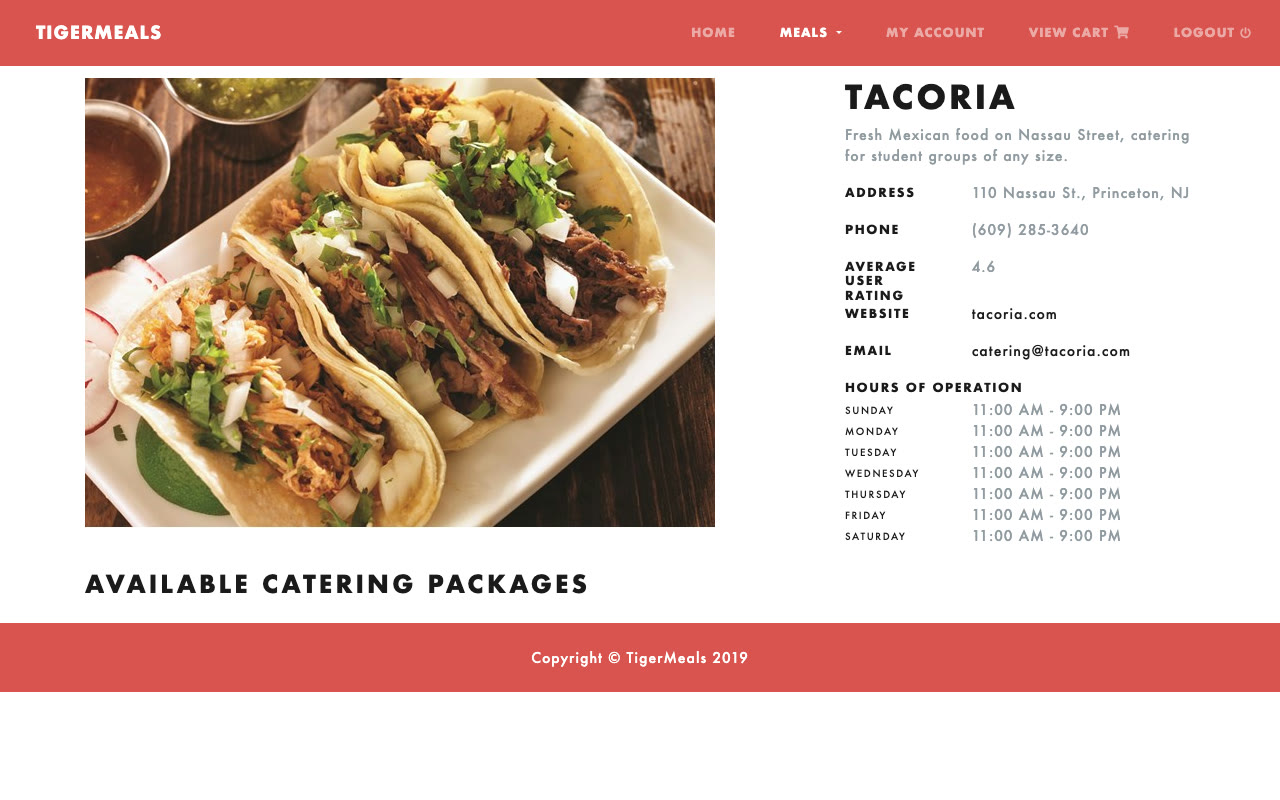 TIGERMEALS
HOME MEALS MY ACCOUNT VIEW CART LOGOUT
TACORIA
Fresh Mexican food on Nassau Street, catering
for student groups of any size.
ADDRESS 110 Nassau St., Princeton, NJ
PHONE (609) 285-3640
AVERAGE 4.6
USER
RATING
WEBSITE tacoria.com
EMAIL catering@tacoria.com
HOURS OF OPERATION
SUNDAY 11:00 AM - 9:00 PM
MONDAY 11:00 AM - 9:00 PM
TUESDAY 11:00 AM - 9:00 PM
WEDNESDAY 11:00 AM - 9:00 PM
THURSDAY 11:00 AM - 9:00 PM
FRIDAY 11:00 AM - 9:00 PM
SATURDAY 11:00 AM - 9:00 PM
AVAILABLE CATERING PACKAGES
Copyright © TigerMeals 2019